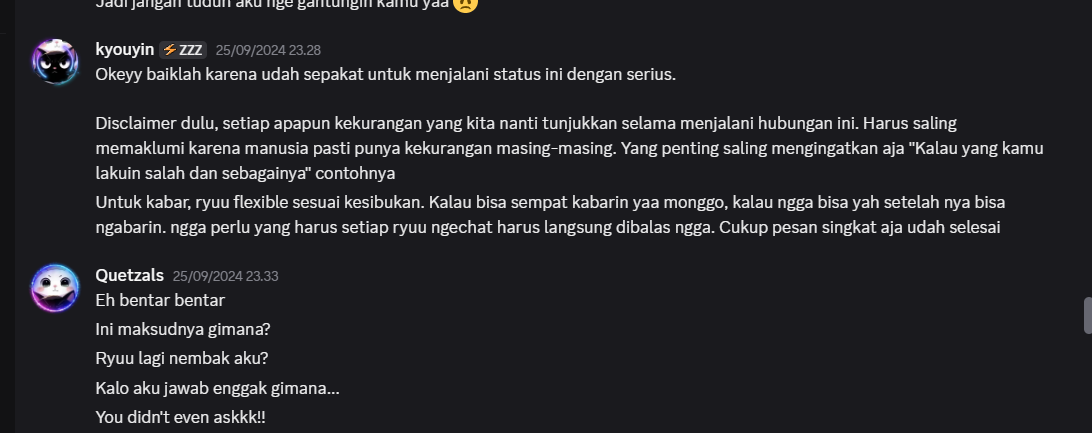 Jadi jangan tuduh aku nge gantungin kamu yaa
kyouyin ZZZ 25/09/2024 23.28
Okeyy baiklah karena udah sepakat untuk menjalani status ini dengan serius.
Disclaimer dulu, setiap apapun kekurangan yang kita nanti tunjukkan selama menjalani hubungan ini. Harus saling
memaklumi karena manusia pasti punya kekurangan masing-masing. Yang penting saling mengingatkan aja "Kalau yang kamu
lakuin salah dan sebagainya" contohnya
Untuk kabar, ryuu flexible sesuai kesibukan. Kalau bisa sempat kabarin yaa monggo, kalau ngga bisa yah setelah nya bisa
ngabarin. ngga perlu yang harus setiap ryuu ngechat harus langsung dibalas ngga. Cukup pesan singkat aja udah selesai
Quetzals 25/09/2024 23.33
Eh bentar bentar
Ini maksudnya gimana?
Ryuu lagi nembak aku?
Kalo aku jawab enggak gimana...
You didn't even askkk!!